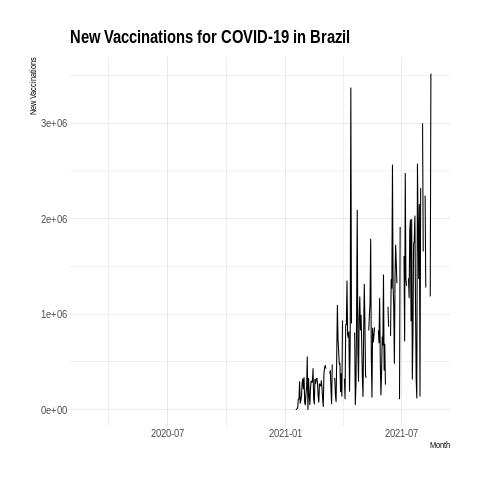 New Vaccinations for COVID-19 in Brazil
New Vaccinations
3e+06
2e+06
1e+06
0e+00
2020-07
2021-01
2021-07
Month